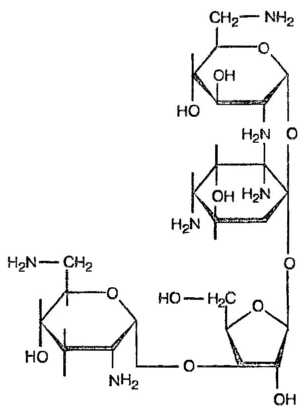 CH₂—NH₂
O
OH
HO
O
H₂N
OH H₂N
H₂N
O
H₂N—CH₂
HO—H₂C
O
O
HO
O
NH₂
OH